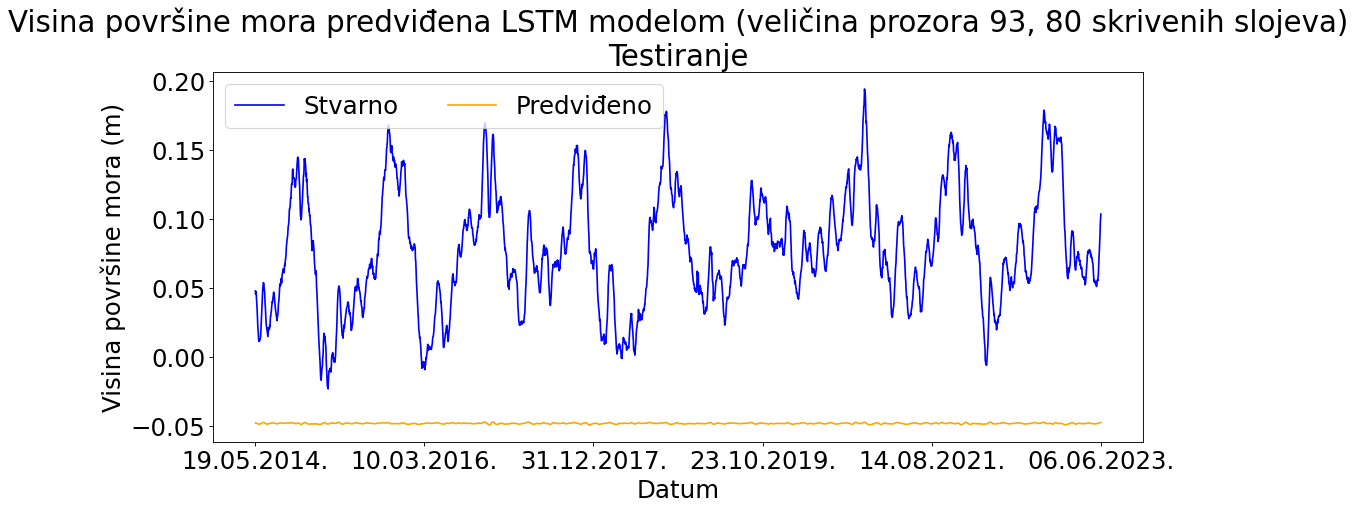 Visina površine mora predviđena LSTM modelom (veličina prozora 93, 80 skrivenih slojeva)
Testiranje
Stvarno Predviđeno
Visina površine mora (m)
0.20
0.15
0.10
0.05
0.00
−0.05
19.05.2014. 10.03.2016. 31.12.2017. 23.10.2019. 14.08.2021. 06.06.2023.
Datum